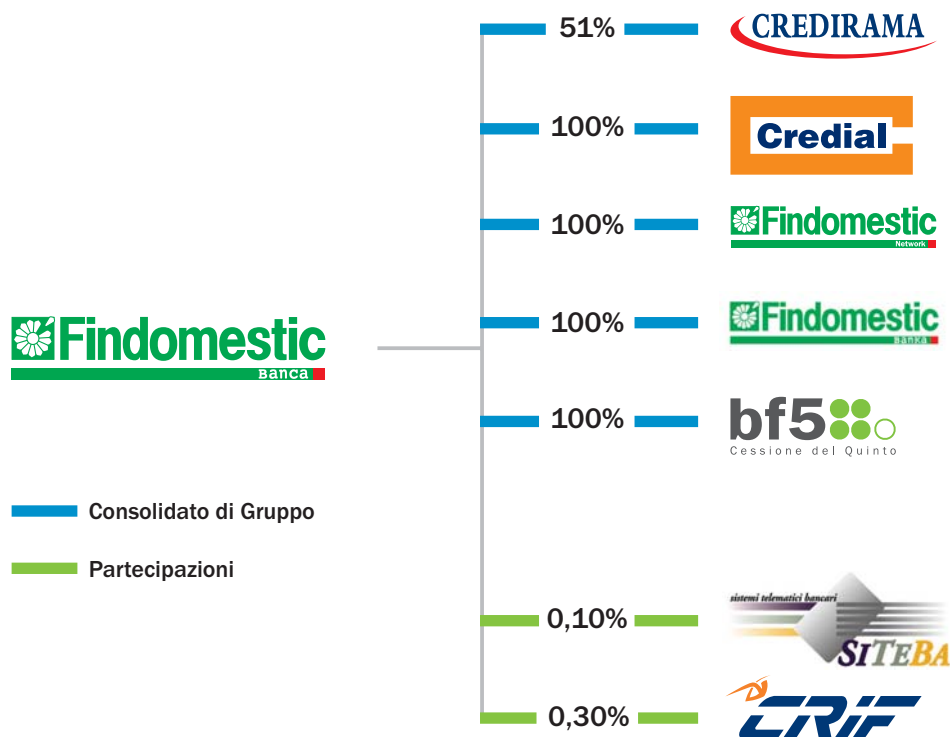 51%
CREDIRAMA
100%
Credial
100%
Findomestic
Network
100%
Findomestic
Banka
Findomestic
Banca
100%
bf5
Cessione del Quinto
Consolidato di Gruppo
Partecipazioni
0,10%
sistemi telematici bancari
SITEBA
0,30%
CRIF